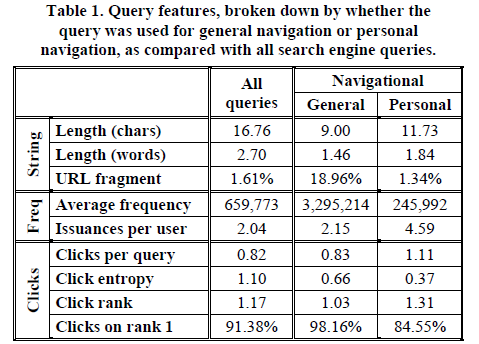 Table 1. Query features, broken down by whether the
query was used for general navigation or personal
navigation, as compared with all search engine queries.
All queries Navigational
General Personal
String
Length (chars) 16.76 9.00 11.73
Length (words) 2.70 1.46 1.84
URL fragment 1.61% 18.96% 1.34%
Freq
Average frequency 659,773 3,295,214 245,992
Issuances per user 2.04 2.15 4.59
Clicks
Clicks per query 0.82 0.83 1.11
Click entropy 1.10 0.66 0.37
Click rank 1.17 1.03 1.31
Clicks on rank 1 91.38% 98.16% 84.55%